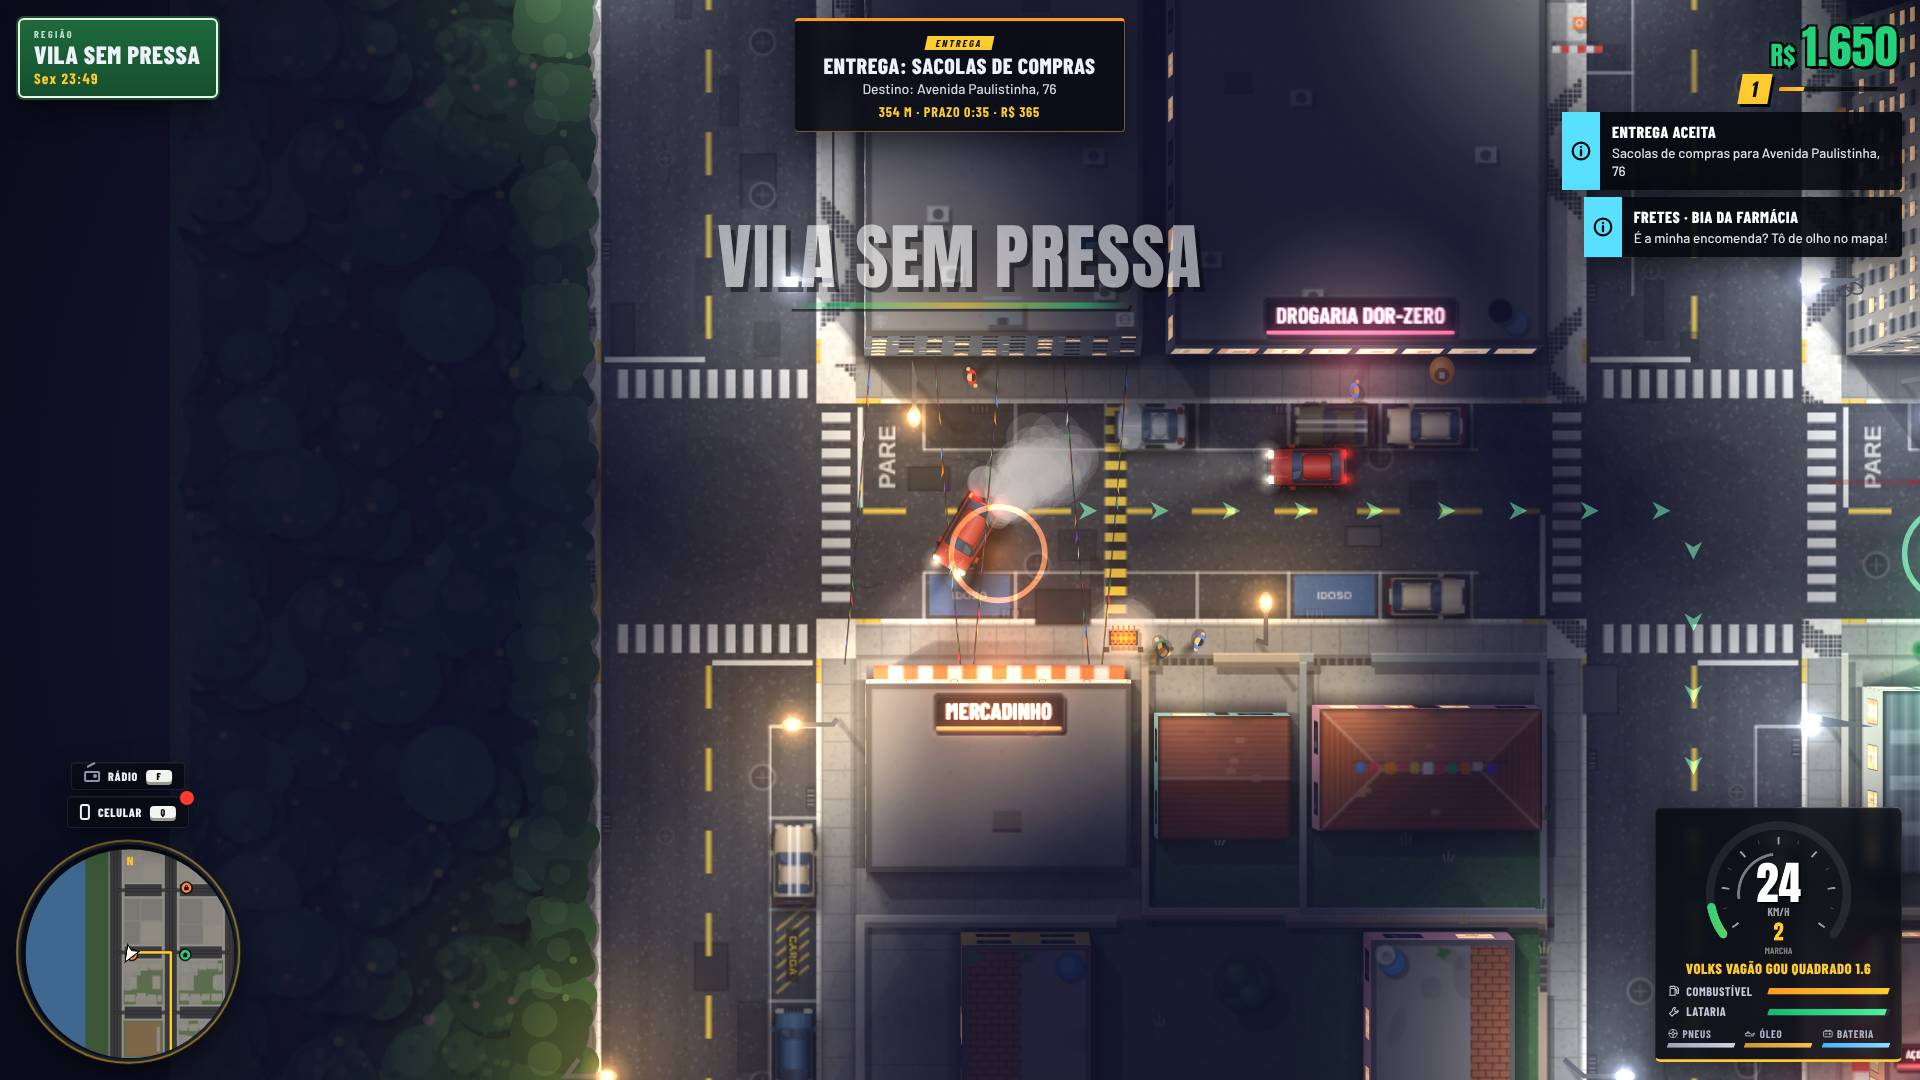 REGIÃO
VILA SEM PRESSA
Sex 23:49
ENTREGA
ENTREGA: SACOLAS DE COMPRAS
Destino: Avenida Paulistinha, 76
354 M · PRAZO 0:35 · R$ 365
R$ 1.650
1
ENTREGA ACEITA
Sacolas de compras para Avenida Paulistinha,
76
FRETES · BIA DA FARMÁCIA
É a minha encomenda? Tô de olho no mapa!
VILA SEM PRESSA
DROGARIA DOR-ZERO
PARE
PARE
IDOSO
IDOSO
MERCADINHO
CARGA
RÁDIO F
CELULAR Q
N
24
KM/H
2
MARCHA
VOLKS VAGÃO GOU QUADRADO 1.6
COMBUSTÍVEL
LATARIA
PNEUS ÓLEO BATERIA